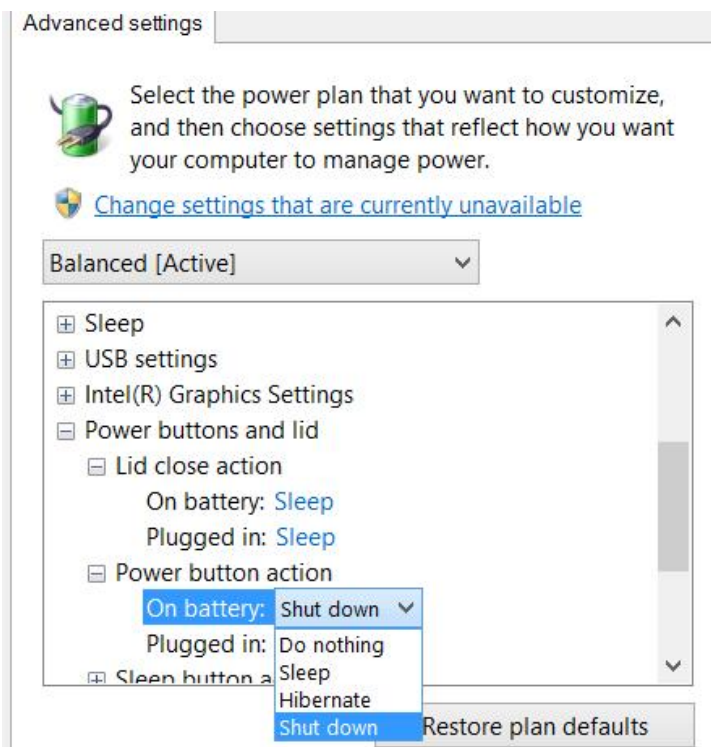 Advanced settings
Select the power plan that you want to customize,
and then choose settings that reflect how you want
your computer to manage power.
Change settings that are currently unavailable
Balanced [Active]
Sleep
USB settings
Intel(R) Graphics Settings
Power buttons and lid
Lid close action
On battery: Sleep
Plugged in: Sleep
Power button action
On battery: Shut down
Plugged in: Do nothing
Sleep
Sleep button a
Hibernate
Shut down
Restore plan defaults